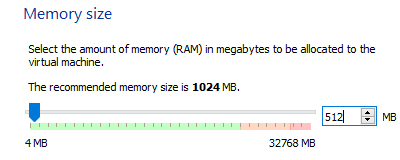 Memory size
Select the amount of memory (RAM) in megabytes to be allocated to the
virtual machine.
The recommended memory size is 1024 MB.
512 MB
4 MB 32768 MB